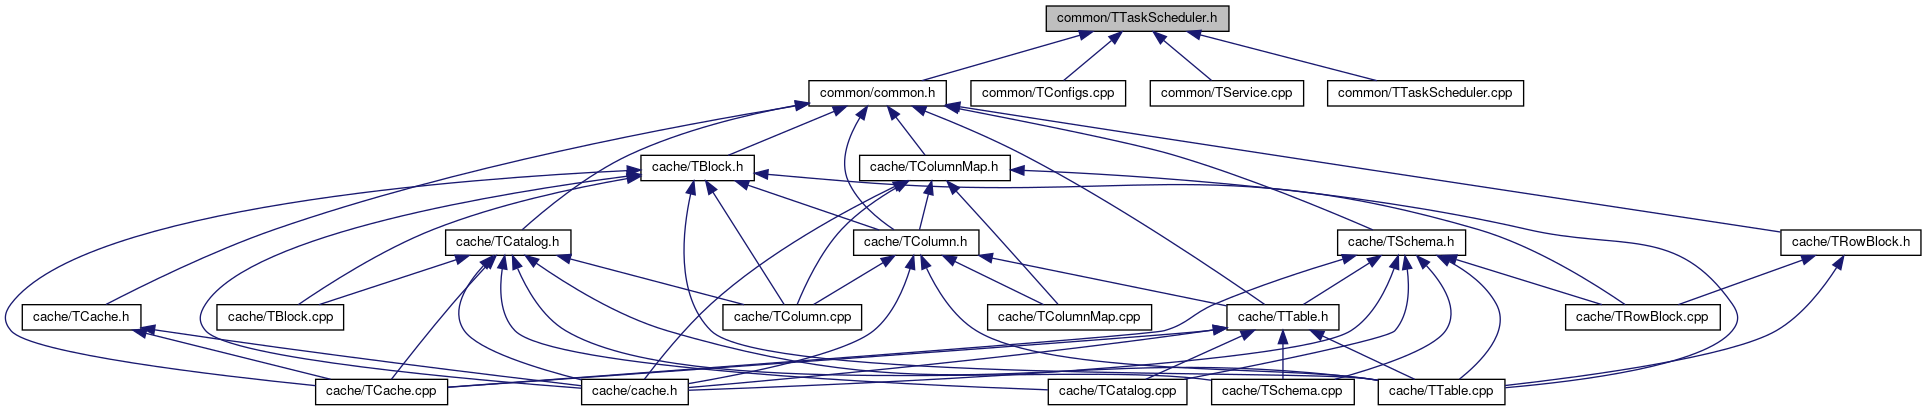 common/TTaskScheduler.h
common/common.h
common/TConfigs.cpp
common/TService.cpp
common/TTaskScheduler.cpp
cache/TBlock.h
cache/TColumnMap.h
cache/TCatalog.h
cache/TColumn.h
cache/TSchema.h
cache/TRowBlock.h
cache/TCache.h
cache/TBlock.cpp
cache/TColumn.cpp
cache/TColumnMap.cpp
cache/TTable.h
cache/TRowBlock.cpp
cache/TCache.cpp
cache/cache.h
cache/TCatalog.cpp
cache/TSchema.cpp
cache/TTable.cpp